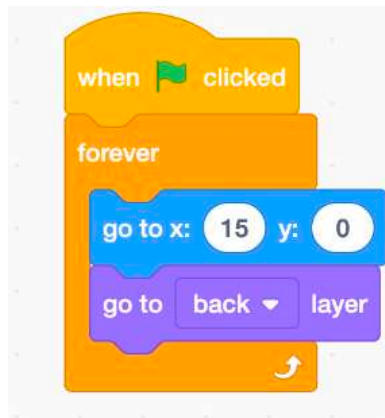 when clicked
forever
go to x: 15 y: 0
go to back layer